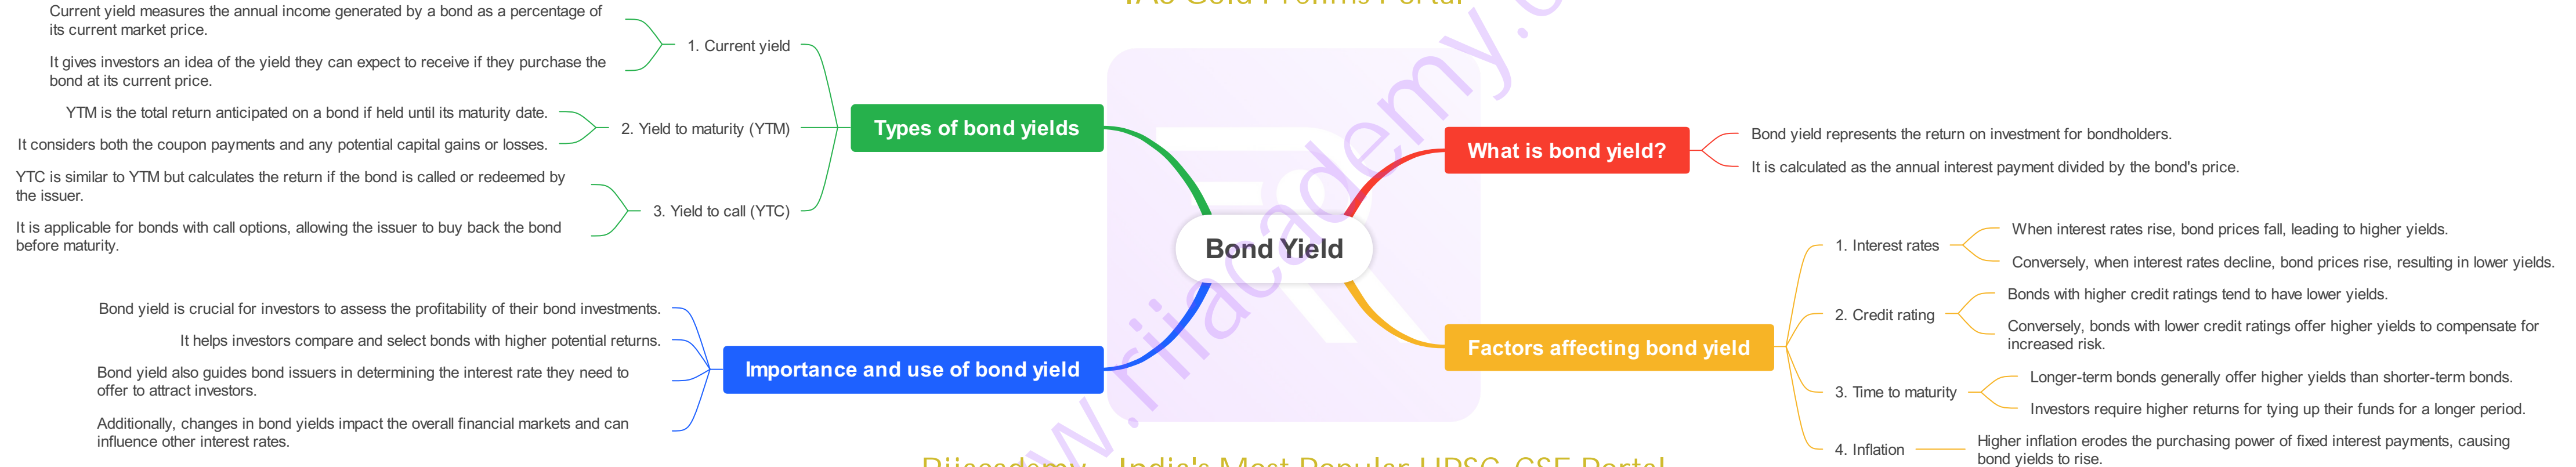 IAS Gold Prelims Portal
Current yield measures the annual income generated by a bond as a percentage of
its current market price.
It gives investors an idea of the yield they can expect to receive if they purchase the
bond at its current price.
1. Current yield
YTM is the total return anticipated on a bond if held until its maturity date.
It considers both the coupon payments and any potential capital gains or losses.
2. Yield to maturity (YTM)
YTC is similar to YTM but calculates the return if the bond is called or redeemed by
the issuer.
It is applicable for bonds with call options, allowing the issuer to buy back the bond
before maturity.
3. Yield to call (YTC)
Types of bond yields
Bond yield is crucial for investors to assess the profitability of their bond investments.
It helps investors compare and select bonds with higher potential returns.
Bond yield also guides bond issuers in determining the interest rate they need to
offer to attract investors.
Additionally, changes in bond yields impact the overall financial markets and can
influence other interest rates.
Importance and use of bond yield
Bond Yield
What is bond yield?
Bond yield represents the return on investment for bondholders.
It is calculated as the annual interest payment divided by the bond's price.
Factors affecting bond yield
1. Interest rates
When interest rates rise, bond prices fall, leading to higher yields.
Conversely, when interest rates decline, bond prices rise, resulting in lower yields.
2. Credit rating
Bonds with higher credit ratings tend to have lower yields.
Conversely, bonds with lower credit ratings offer higher yields to compensate for
increased risk.
3. Time to maturity
Longer-term bonds generally offer higher yields than shorter-term bonds.
Investors require higher returns for tying up their funds for a longer period.
4. Inflation
Higher inflation erodes the purchasing power of fixed interest payments, causing
bond yields to rise.
w.riiacademy.c
Riiacademy - India's Most Popular UPSC-CSE Portal